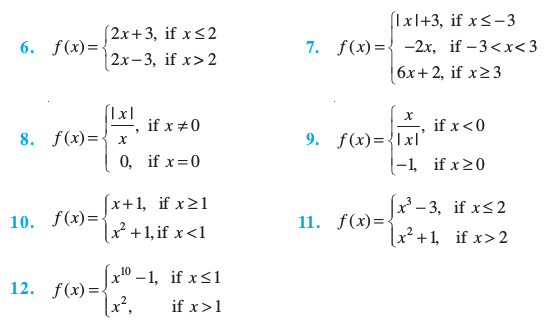 6. f(x) = { 2x+3, if x ≤ 2
2x−3, if x > 2
7. f(x) = { |x|+3, if x ≤ −3
−2x, if −3 < x < 3
6x+2, if x ≥ 3
8. f(x) = { |x|/x, if x ≠ 0
0, if x = 0
9. f(x) = { x/|x|, if x < 0
−1, if x ≥ 0
10. f(x) = { x+1, if x ≥ 1
x² +1, if x < 1
11. f(x) = { x³ − 3, if x ≤ 2
x² +1, if x > 2
12. f(x) = { x¹⁰ −1, if x ≤ 1
x², if x > 1